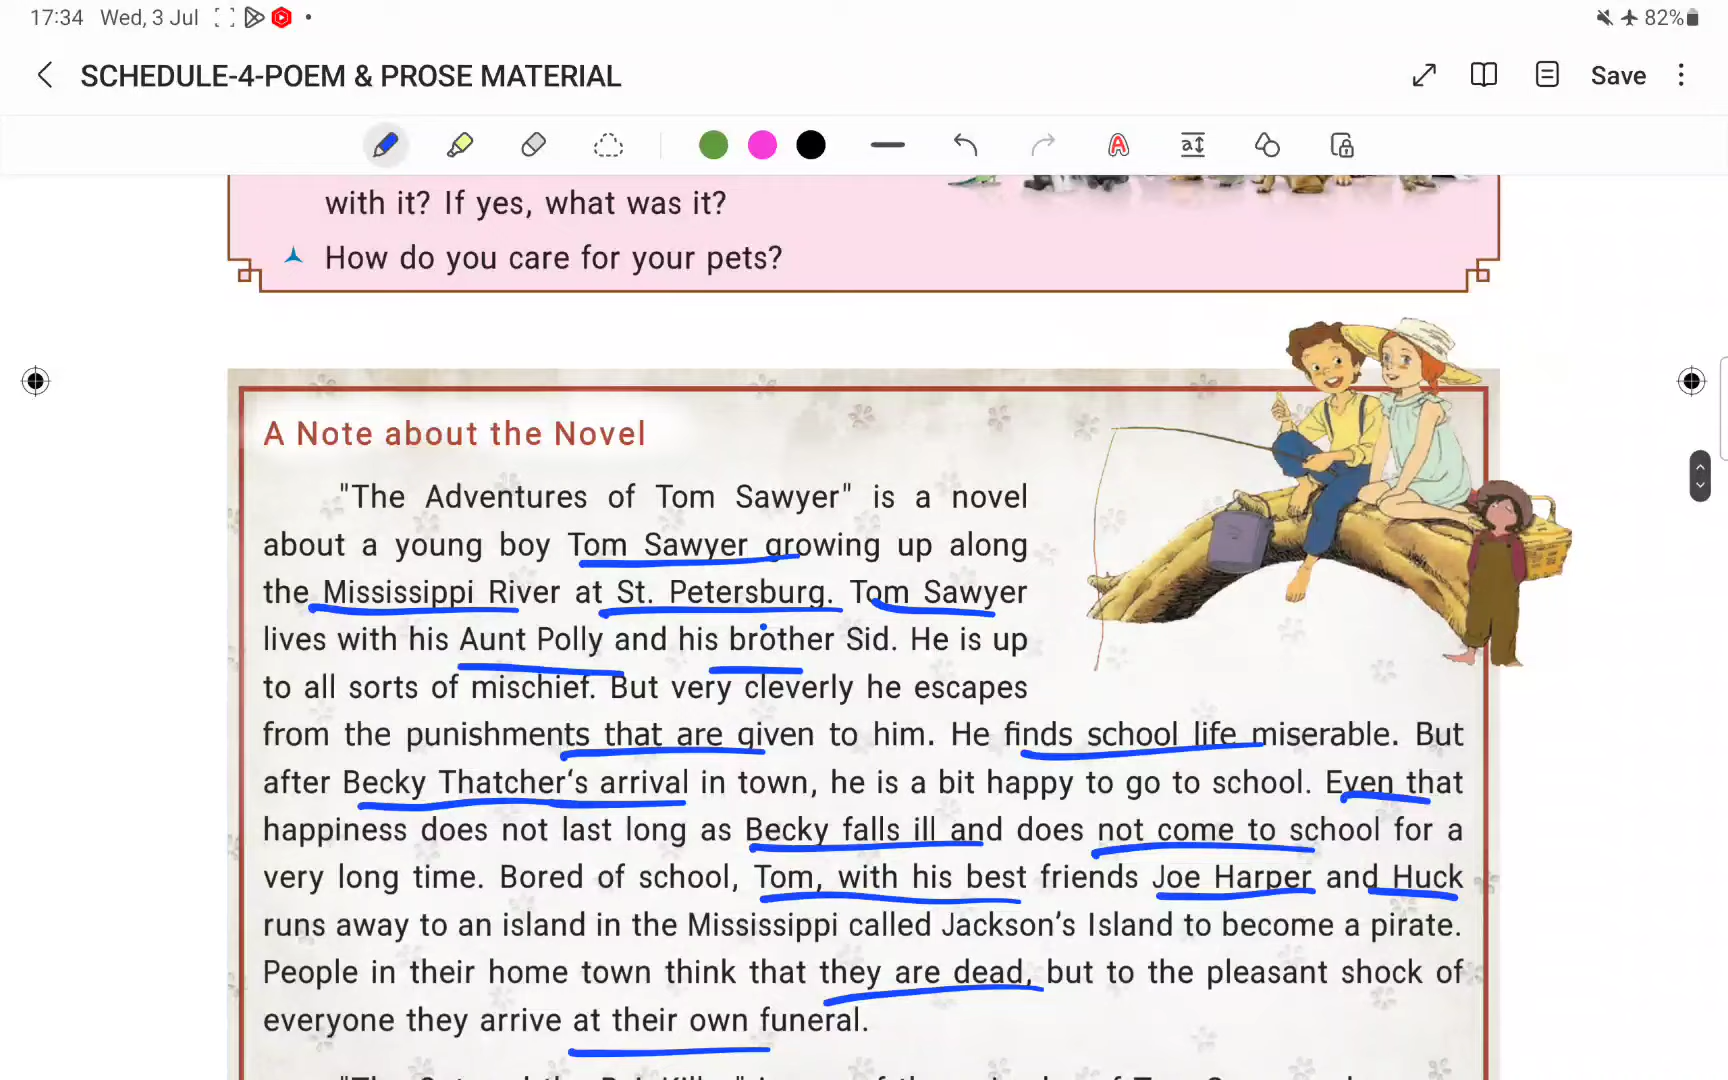 17:34 Wed, 3 Jul 82%
SCHEDULE-4-POEM & PROSE MATERIAL Save
with it? If yes, what was it?
How do you care for your pets?
A Note about the Novel
"The Adventures of Tom Sawyer" is a novel
about a young boy Tom Sawyer growing up along
the Mississippi River at St. Petersburg. Tom Sawyer
lives with his Aunt Polly and his brother Sid. He is up
to all sorts of mischief. But very cleverly he escapes
from the punishments that are given to him. He finds school life miserable. But
after Becky Thatcher‘s arrival in town, he is a bit happy to go to school. Even that
happiness does not last long as Becky falls ill and does not come to school for a
very long time. Bored of school, Tom, with his best friends Joe Harper and Huck
runs away to an island in the Mississippi called Jackson’s Island to become a pirate.
People in their home town think that they are dead, but to the pleasant shock of
everyone they arrive at their own funeral.